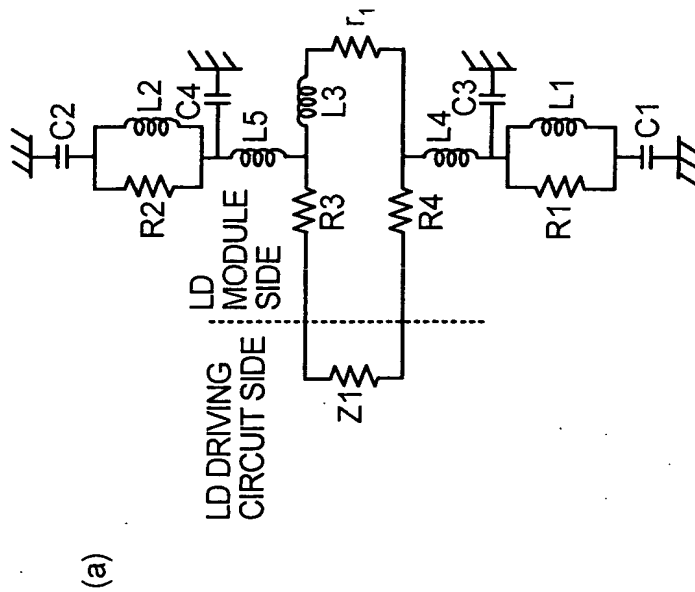 (a)
LD DRIVING
CIRCUIT SIDE
LD
MODULE
SIDE
C2
R2
L2
C4
L5
R3
L3
r1
Z1
R4
L4
C3
R1
L1
C1